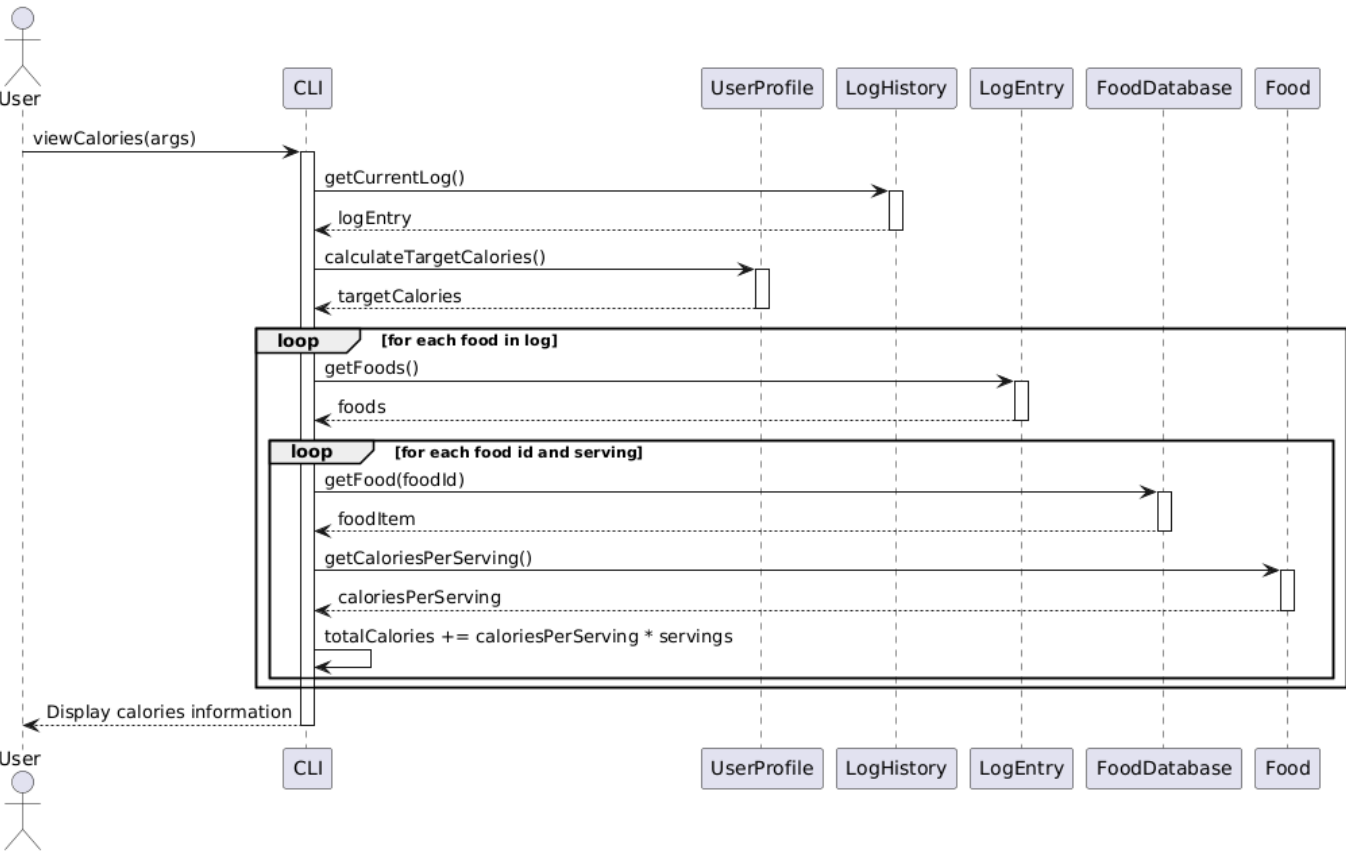 User
CLI
UserProfile
LogHistory
LogEntry
FoodDatabase
Food
viewCalories(args)
getCurrentLog()
logEntry
calculateTargetCalories()
targetCalories
loop [for each food in log]
getFoods()
foods
loop [for each food id and serving]
getFood(foodId)
foodItem
getCaloriesPerServing()
caloriesPerServing
totalCalories += caloriesPerServing * servings
Display calories information
User
CLI
UserProfile
LogHistory
LogEntry
FoodDatabase
Food